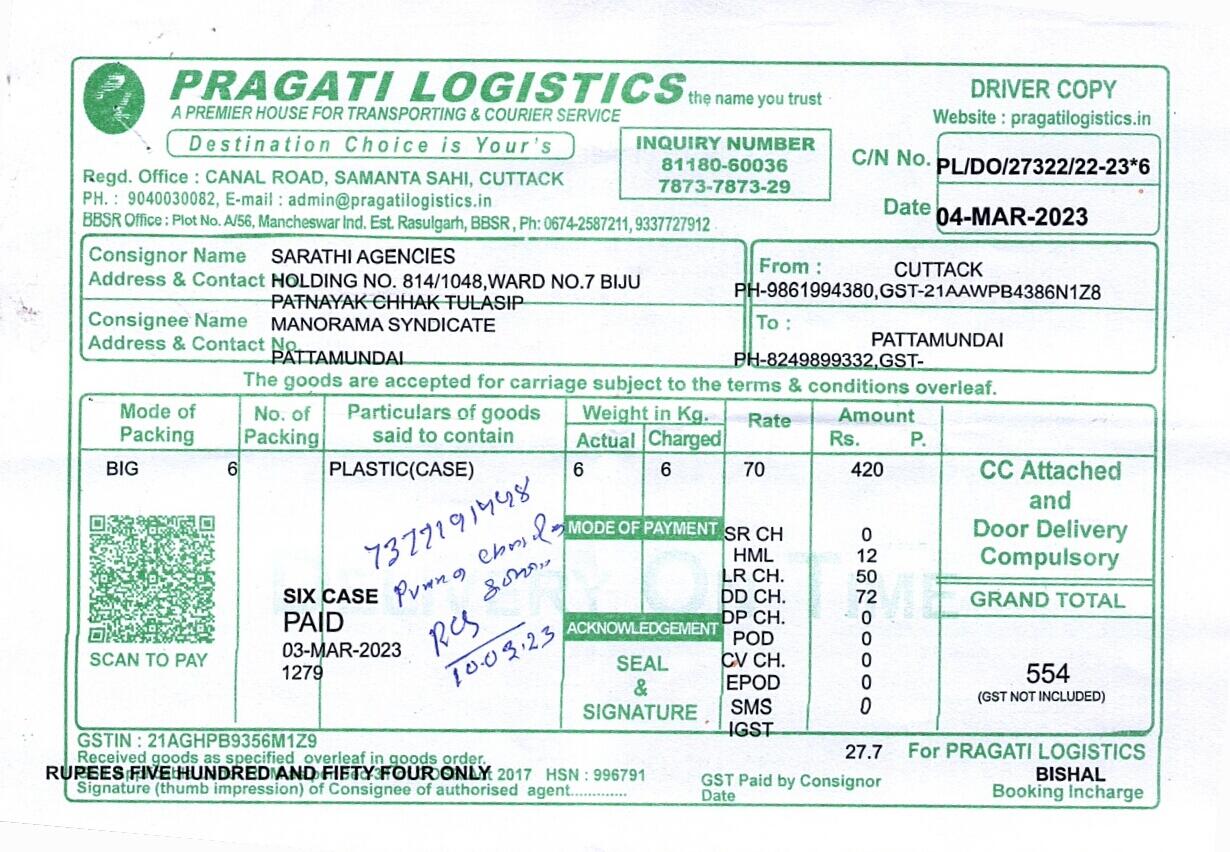 PRAGATI LOGISTICS the name you trust
A PREMIER HOUSE FOR TRANSPORTING & COURIER SERVICE
Destination Choice is Your's
Regd. Office : CANAL ROAD, SAMANTA SAHI, CUTTACK
PH. : 9040030082, E-mail : admin@pragatilogistics.in
BBSR Office : Plot No. A/56, Mancheswar Ind. Est. Rasulgarh, BBSR, Ph: 0674-2587211, 9337727912
INQUIRY NUMBER
81180-60036
7873-7873-29
DRIVER COPY
Website : pragatilogistics.in
C/N No. PL/DO/27322/22-23*6
Date 04-MAR-2023
Consignor Name SARATHI AGENCIES
Address & Contact No. HOLDING NO. 814/1048,WARD NO.7 BIJU
PATNAYAK CHHAK TULASIP
Consignee Name MANORAMA SYNDICATE
Address & Contact No.
PATTAMUNDAI
From : CUTTACK
PH-9861994380,GST-21AAWPB4386N1Z8
To :
PATTAMUNDAI
PH-8249899332,GST-
The goods are accepted for carriage subject to the terms & conditions overleaf.
Mode of Packing No. of Packing Particulars of goods said to contain Weight in Kg. Actual Charged Rate Amount Rs. P.
BIG 6 PLASTIC(CASE) 6 6 70 420
CC Attached
and
Door Delivery
Compulsory
GRAND TOTAL
554
(GST NOT INCLUDED)
SCAN TO PAY
7377191448
SIX CASE
PAID
03-MAR-2023
1279
10.03.23
MODE OF PAYMENT
ACKNOWLEDGEMENT
SEAL
&
SIGNATURE
DELIVERY ON TIME
SR CH 0
HML 12
LR CH. 50
DD CH. 72
DP CH. 0
POD 0
CV CH. 0
EPOD 0
SMS 0
IGST
27.7
GSTIN : 21AGHPB9356M1Z9
Received goods as specified overleaf in goods order.
RUPEES FIVE HUNDRED AND FIFTY FOUR ONLY
2017 HSN : 996791
Signature (thumb impression) of Consignee of authorised agent.............
GST Paid by Consignor
Date
For PRAGATI LOGISTICS
BISHAL
Booking Incharge